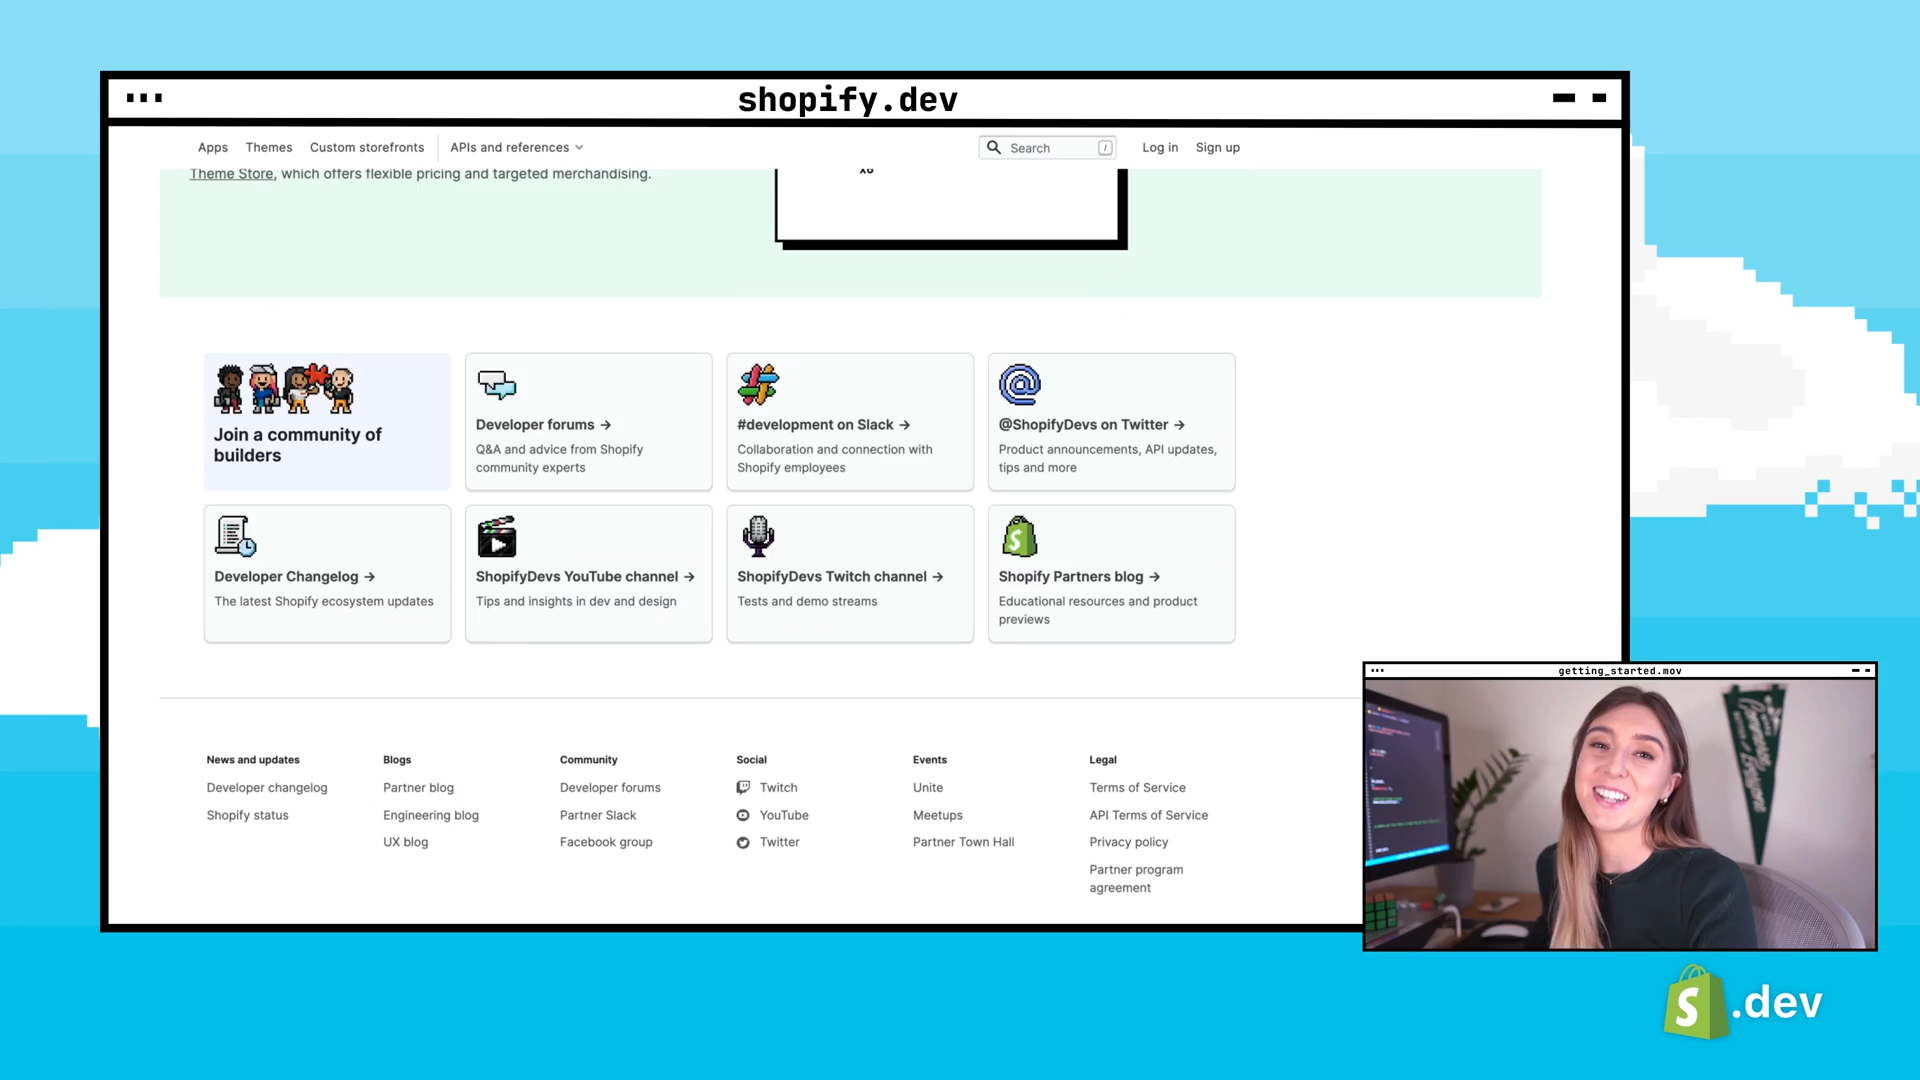 shopify.dev
Apps Themes Custom storefronts APIs and references Search / Log in Sign up
Theme Store, which offers flexible pricing and targeted merchandising.
Join a community of
builders
Developer forums →
Q&A and advice from Shopify
community experts
#development on Slack →
Collaboration and connection with
Shopify employees
@ShopifyDevs on Twitter →
Product announcements, API updates,
tips and more
Developer Changelog →
The latest Shopify ecosystem updates
ShopifyDevs YouTube channel →
Tips and insights in dev and design
ShopifyDevs Twitch channel →
Tests and demo streams
Shopify Partners blog →
Educational resources and product
previews
getting_started.mov
News and updates
Developer changelog
Shopify status
Blogs
Partner blog
Engineering blog
UX blog
Community
Developer forums
Partner Slack
Facebook group
Social
Twitch
YouTube
Twitter
Events
Unite
Meetups
Partner Town Hall
Legal
Terms of Service
API Terms of Service
Privacy policy
Partner program
agreement
S
.dev